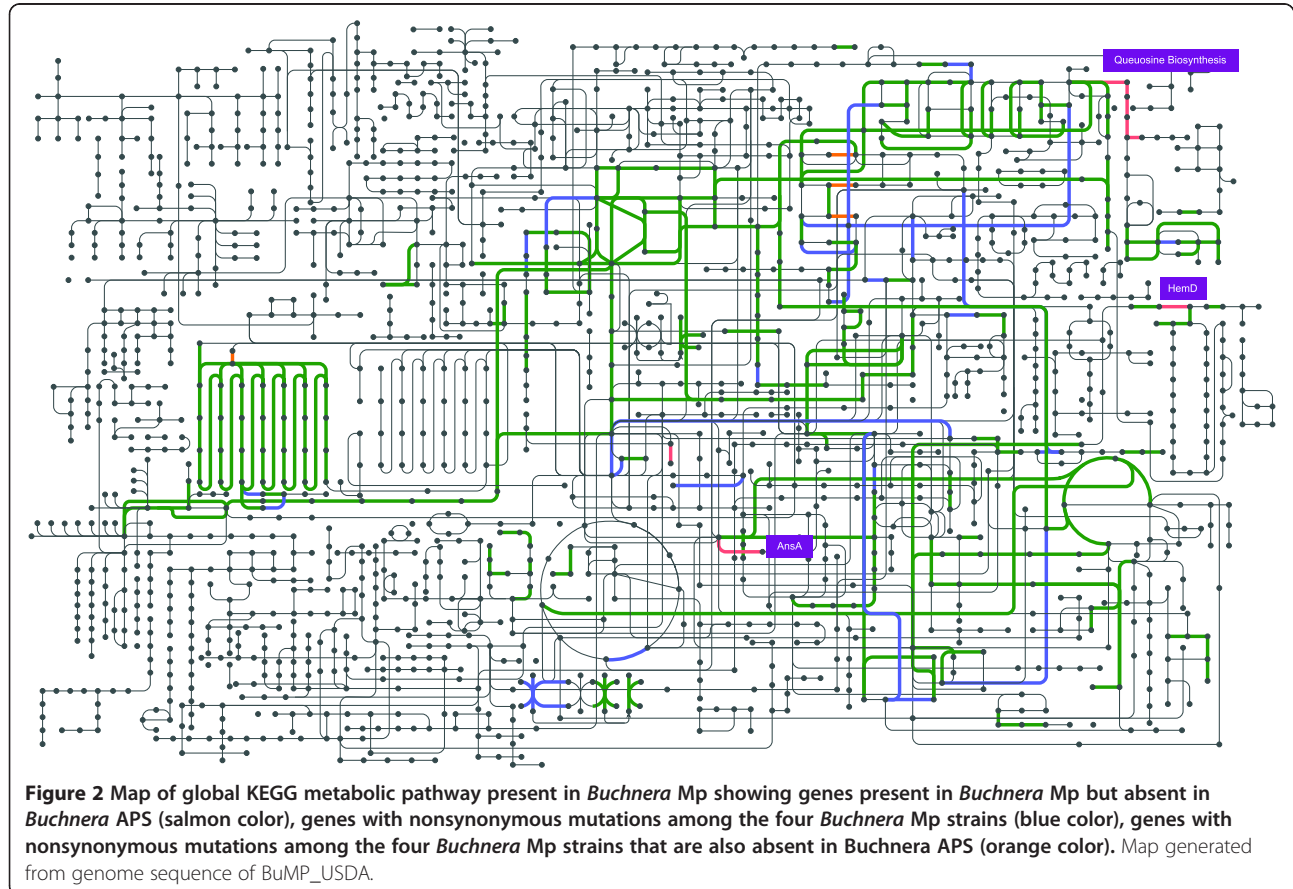 Queuosine Biosynthesis
HemD
AnsA
Figure 2 Map of global KEGG metabolic pathway present in Buchnera Mp showing genes present in Buchnera Mp but absent in
Buchnera APS (salmon color), genes with nonsynonymous mutations among the four Buchnera Mp strains (blue color), genes with
nonsynonymous mutations among the four Buchnera Mp strains that are also absent in Buchnera APS (orange color). Map generated
from genome sequence of BuMP_USDA.